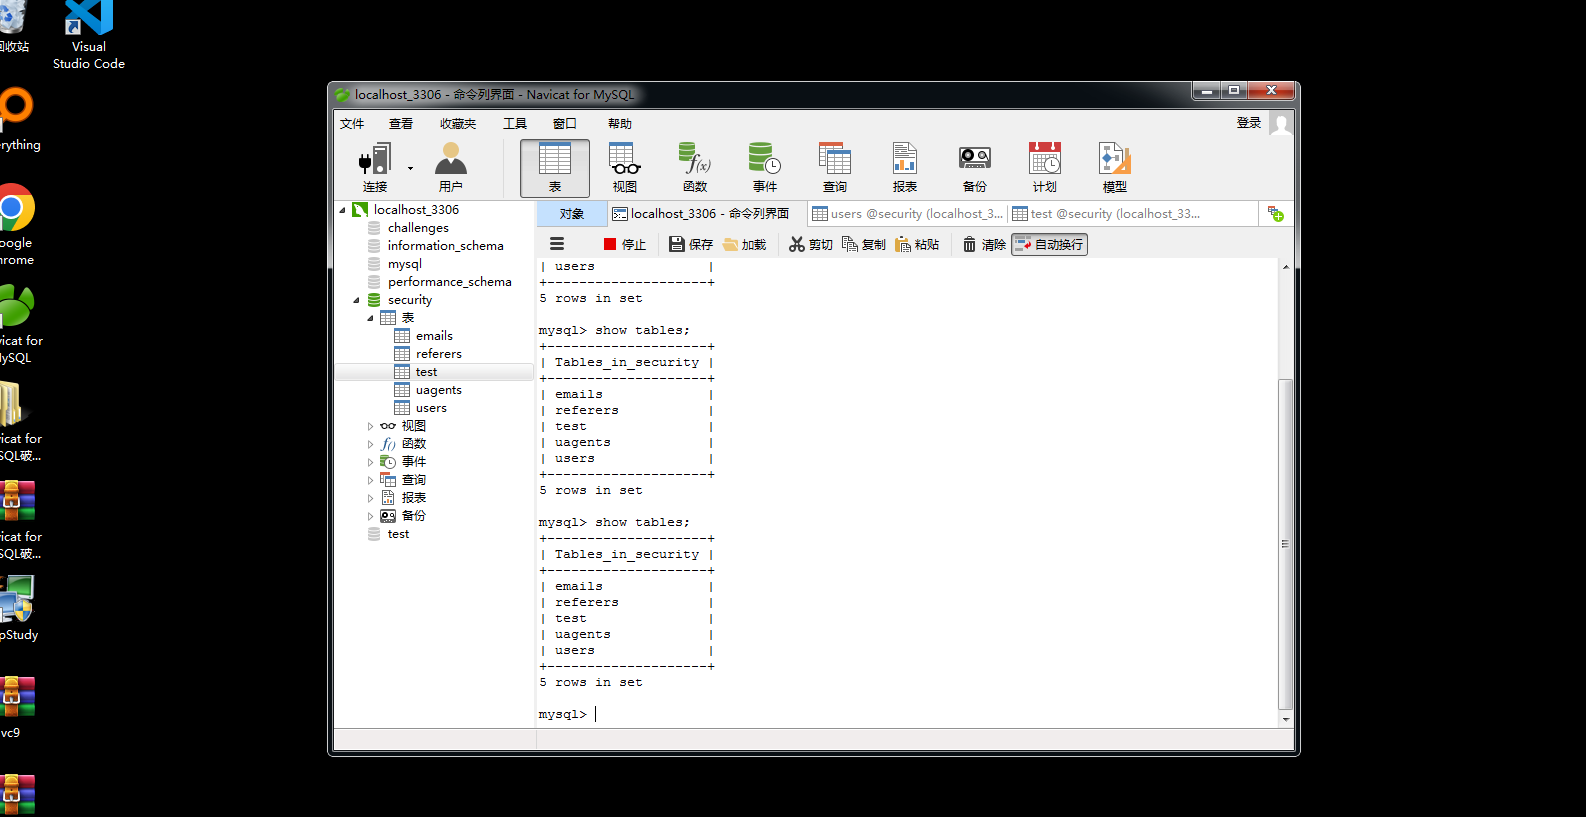 回收站
Visual
Studio Code
erything
oogle
hrome
vicat for
MySQL
vicat for
SQL破...
vicat for
SQL破...
pStudy
vc9
localhost_3306 - 命令列界面 - Navicat for MySQL
文件 查看 收藏夹 工具 窗口 帮助 登录
连接 用户 表 视图 函数 事件 查询 报表 备份 计划 模型
localhost_3306
challenges
information_schema
mysql
performance_schema
security
表
emails
referers
test
uagents
users
视图
函数
事件
查询
报表
备份
test
对象 localhost_3306 - 命令列界面 users @security (localhost_3... test @security (localhost_33...
停止 保存 加载 剪切 复制 粘贴 清除 自动换行
| users |
+--------------------+
5 rows in set
mysql> show tables;
+--------------------+
| Tables_in_security |
+--------------------+
| emails |
| referers |
| test |
| uagents |
| users |
+--------------------+
5 rows in set
mysql> show tables;
+--------------------+
| Tables_in_security |
+--------------------+
| emails |
| referers |
| test |
| uagents |
| users |
+--------------------+
5 rows in set
mysql>